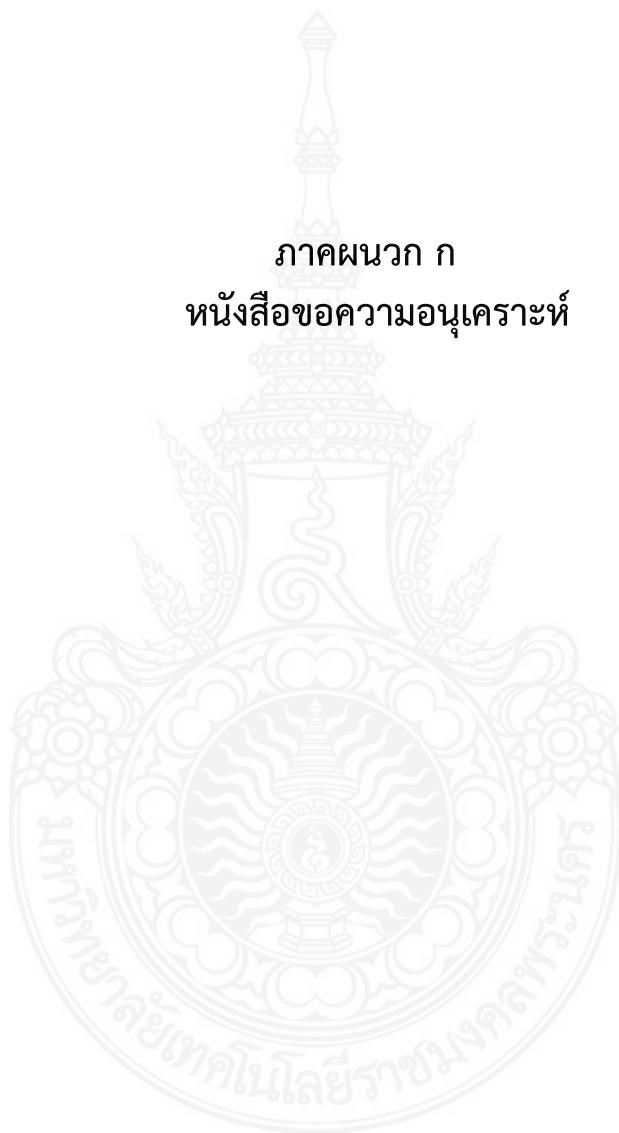 ภาคผนวก ก
หนังสือขอความอนุเคราะห์
มหาวิทยาลัยเทคโนโลยีราชมงคลพระนคร